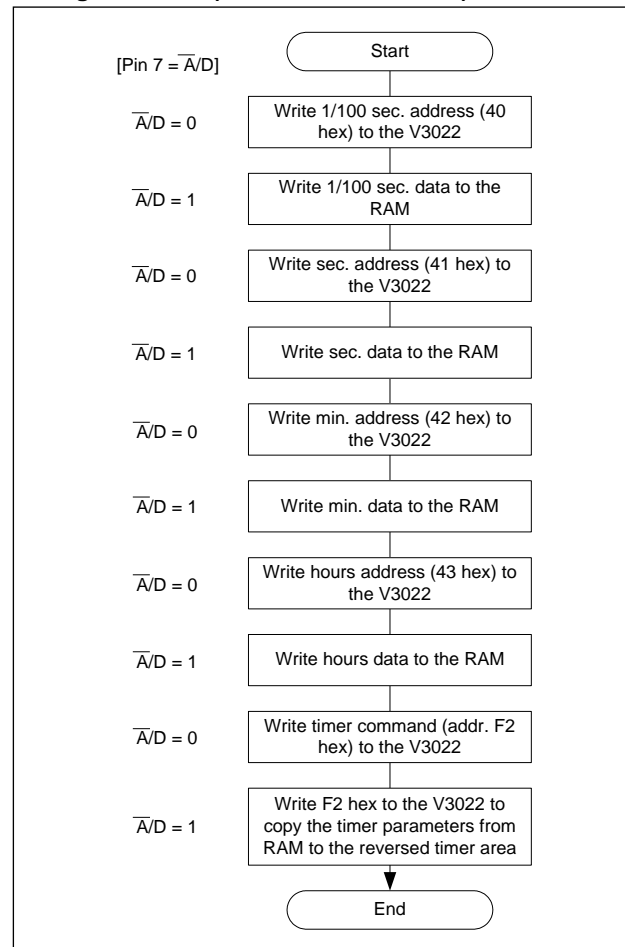 Start
[Pin 7 = A̅/D]
A̅/D = 0
Write 1/100 sec. address (40
hex) to the V3022
A̅/D = 1
Write 1/100 sec. data to the
RAM
A̅/D = 0
Write sec. address (41 hex) to
the V3022
A̅/D = 1
Write sec. data to the RAM
A̅/D = 0
Write min. address (42 hex) to
the V3022
A̅/D = 1
Write min. data to the RAM
A̅/D = 0
Write hours address (43 hex) to
the V3022
A̅/D = 1
Write hours data to the RAM
A̅/D = 0
Write timer command (addr. F2
hex) to the V3022
A̅/D = 1
Write F2 hex to the V3022 to
copy the timer parameters from
RAM to the reversed timer area
End